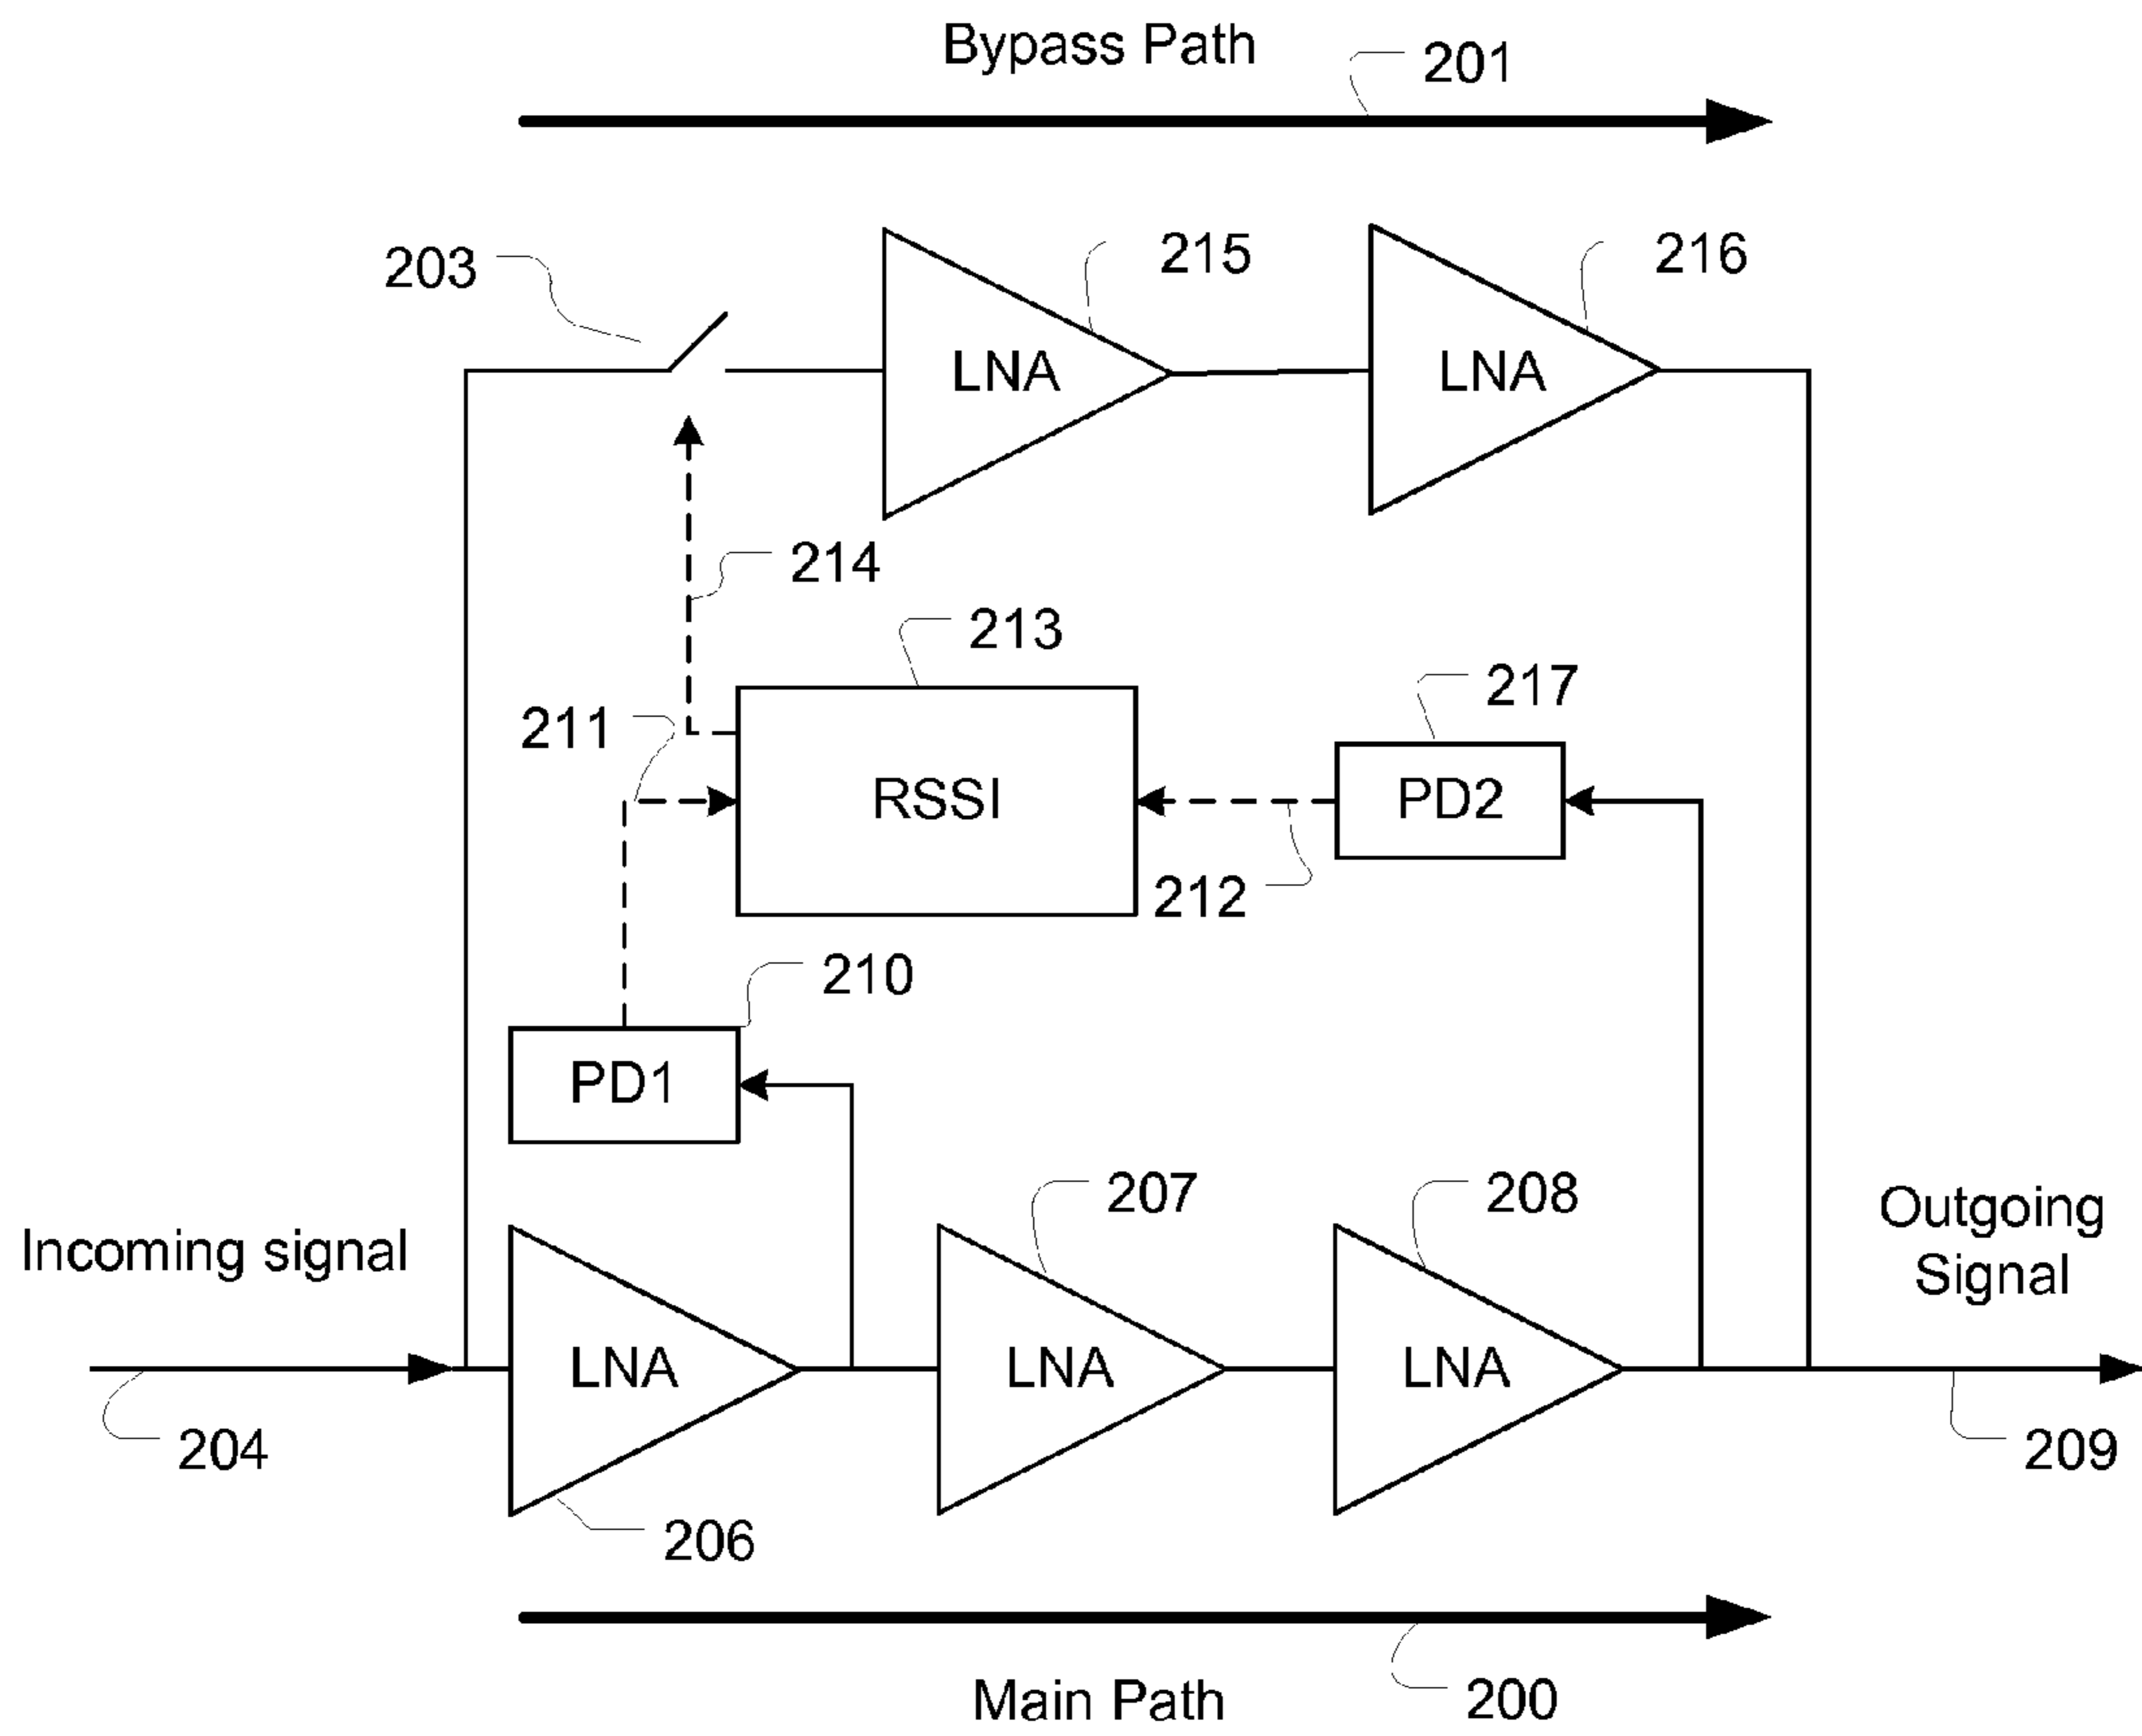 Bypass Path
201
203
215
216
LNA
LNA
214
213
217
211
RSSI
PD2
212
210
PD1
207
208
Outgoing
Signal
Incoming signal
LNA
LNA
LNA
204
209
206
Main Path
200